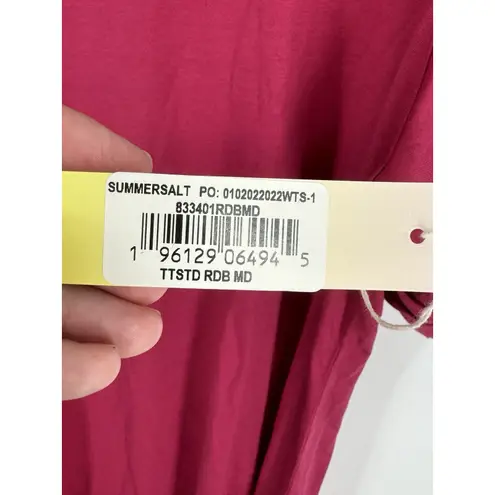 SUMMERSALT PO: 0102022022WTS-1
833401RDBMD
1 96129 06494 5
TTSTD RDB MD